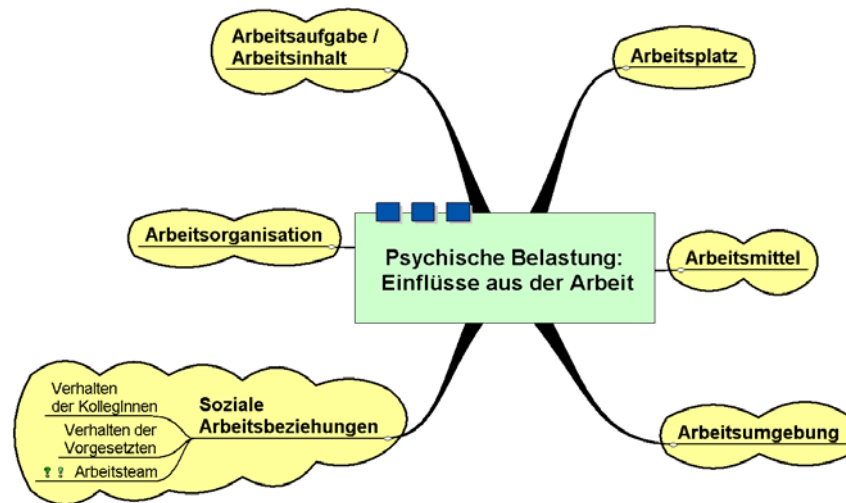 Arbeitsaufgabe /
Arbeitsinhalt
Arbeitsplatz
Arbeitsorganisation
Psychische Belastung:
Einflüsse aus der Arbeit
Arbeitsmittel
Verhalten
der KollegInnen
Verhalten der
Vorgesetzten
? ! Arbeitsteam
Soziale
Arbeitsbeziehungen
Arbeitsumgebung